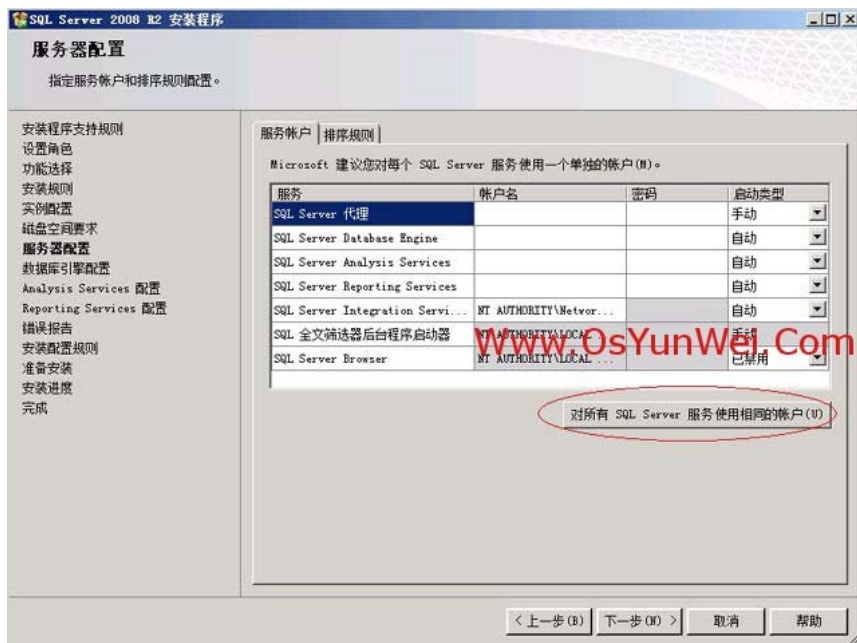 SQL Server 2008 R2 安装程序
服务器配置
指定服务帐户和排序规则配置。
安装程序支持规则
设置角色
功能选择
安装规则
实例配置
磁盘空间要求
服务器配置
数据库引擎配置
Analysis Services 配置
Reporting Services 配置
错误报告
安装配置规则
准备安装
安装进度
完成
服务帐户 排序规则
Microsoft 建议您对每个 SQL Server 服务使用一个单独的帐户(M)。
服务 帐户名 密码 启动类型
SQL Server 代理 手动
SQL Server Database Engine 自动
SQL Server Analysis Services 自动
SQL Server Reporting Services 自动
SQL Server Integration Servi... NT AUTHORITY\Networ... 自动
SQL 全文筛选器后台程序启动器 NT AUTHORITY\LOCAL ... 手动
SQL Server Browser NT AUTHORITY\LOCAL ... 已禁用
Www.OsYunWei.Com
对所有 SQL Server 服务使用相同的帐户(U)
< 上一步(B) 下一步(N) > 取消 帮助